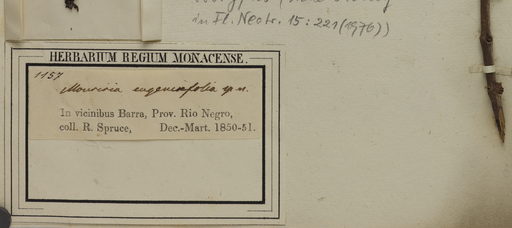 in Fl. Neotr. 15: 221 (1976))
HERBARIUM REGIUM MONACENSE.
1157
Mouriria eugeniaefolia sp. n.
In vicinibus Barra, Prov. Rio Negro,
coll. R. Spruce, Dec.-Mart. 1850-51.